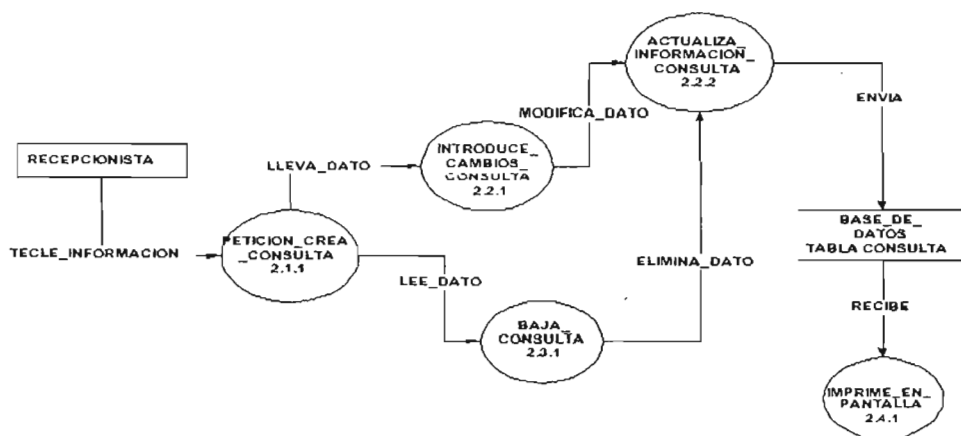 RECEPCIONISTA
TECLE_INFORMACION
PETICION_CREA
_CONSULTA
2.1.1
LLEVA_DATO
INTRODUCE_
CAMBIOS_
CONSULTA
2.2.1
MODIFICA_DATO
ACTUALIZA_
INFORMACION_
CONSULTA
2.2.2
LEE_DATO
BAJA_
CONSULTA
2.3.1
ELIMINA_DATO
ENVIA
BASE_DE_
DATOS
TABLA CONSULTA
RECIBE
IMPRIME_EN_
PANTALLA
2.4.1